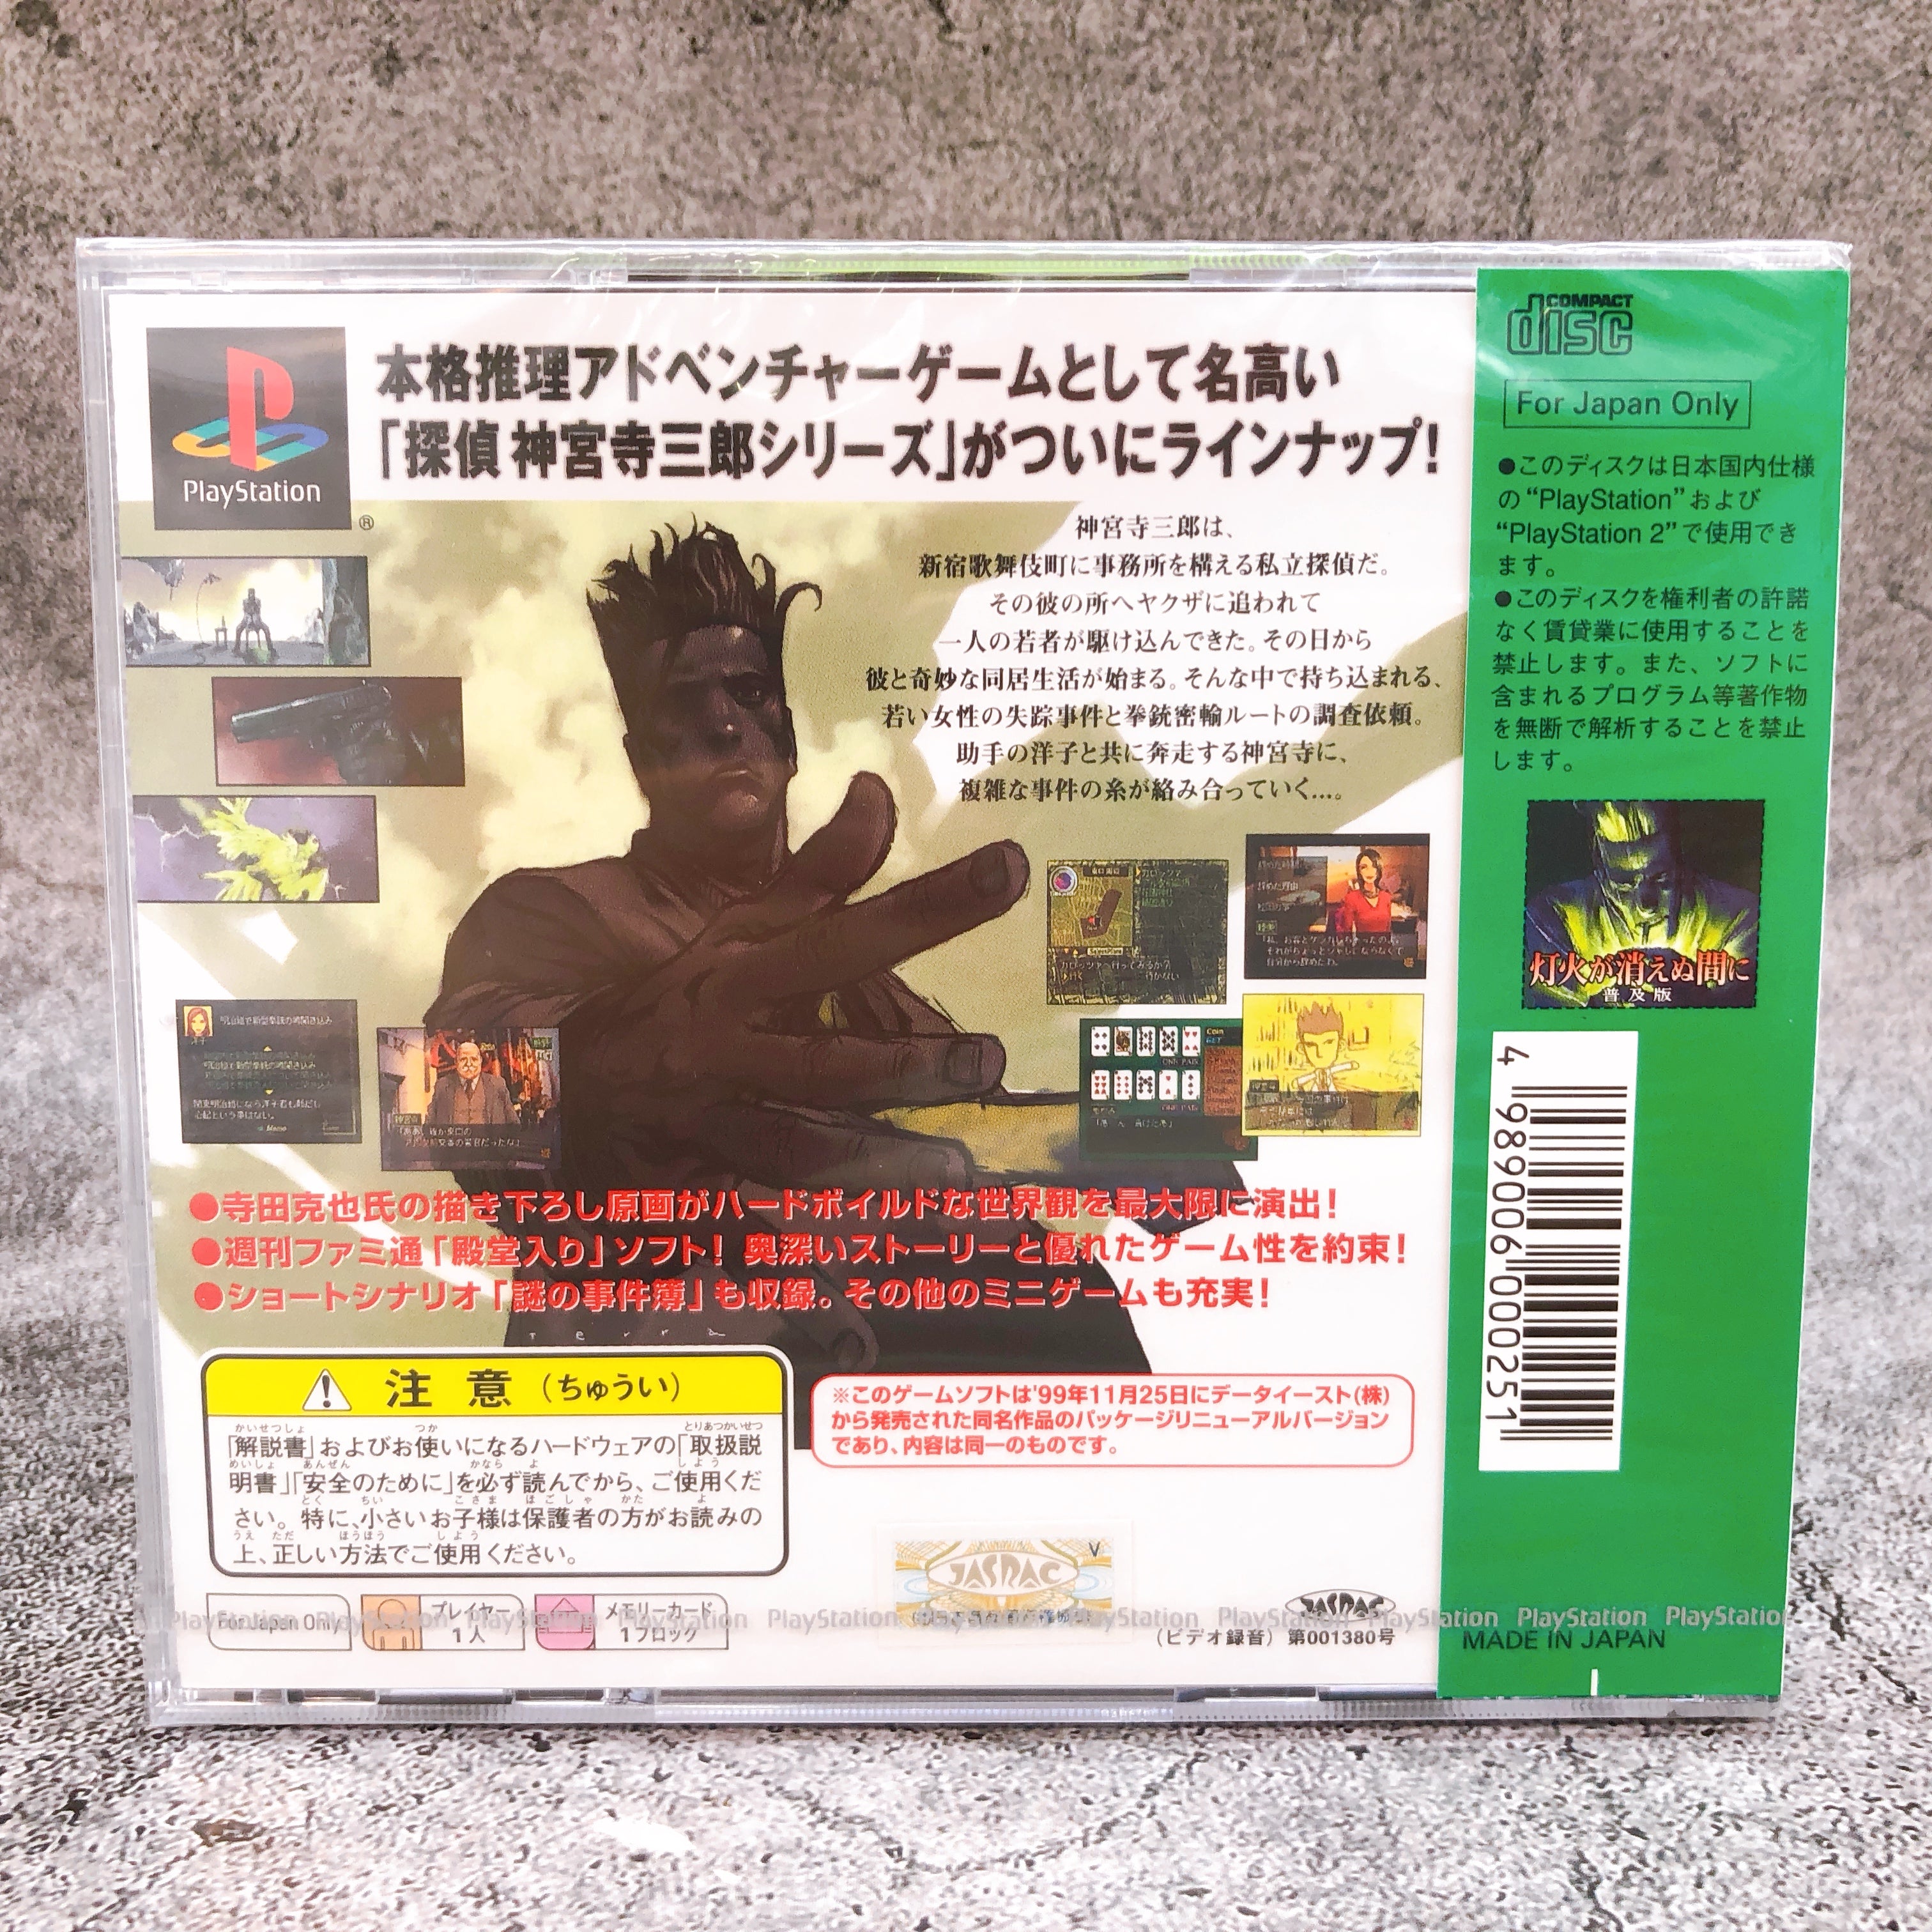 PlayStation
®
本格推理アドベンチャーゲームとして名高い
「探偵 神宮寺三郎シリーズ」がついにラインナップ!
神宮寺三郎は、
新宿歌舞伎町に事務所を構える私立探偵だ。
その彼の所へヤクザに追われて
一人の若者が駆け込んできた。その日から
彼と奇妙な同居生活が始まる。そんな中で持ち込まれる、
若い女性の失踪事件と拳銃密輸ルートの調査依頼。
助手の洋子と共に奔走する神宮寺に、
複雑な事件の糸が絡み合っていく…。
●寺田克也氏の描き下ろし原画がハードボイルドな世界観を最大限に演出!
●週刊ファミ通「殿堂入り」ソフト! 奥深いストーリーと優れたゲーム性を約束!
●ショートシナリオ「謎の事件簿」も収録。その他のミニゲームも充実!
Terra
注意(ちゅうい)
「解説書」およびお使いになるハードウェアの「取扱説
明書」「安全のために」を必ず読んでから、ご使用くだ
さい。特に、小さいお子様は保護者の方がお読みの
上、正しい方法でご使用ください。
※このゲームソフトは'99年11月25日にデータイースト(株)
から発売された同名作品のパッケージリニューアルバージョン
であり、内容は同一のものです。
For Japan Only
プレイヤー
1人
メモリーカード
1ブロック
JASRAC
V
JASRAC
(ビデオ録音) 第001380号
PlayStation PlayStation PlayStation PlayStation PlayStation PlayStation PlayStation PlayStation PlayStation PlayStation
COMPACT
disc
For Japan Only
●このディスクは日本国内仕様
の“PlayStation”および
“PlayStation 2”で使用でき
ます。
●このディスクを権利者の許諾
なく賃貸業に使用することを
禁止します。また、ソフトに
含まれるプログラム等著作物
を無断で解析することを禁止
します。
灯火が消えぬ間に
普及版
4 989006 000251
MADE IN JAPAN